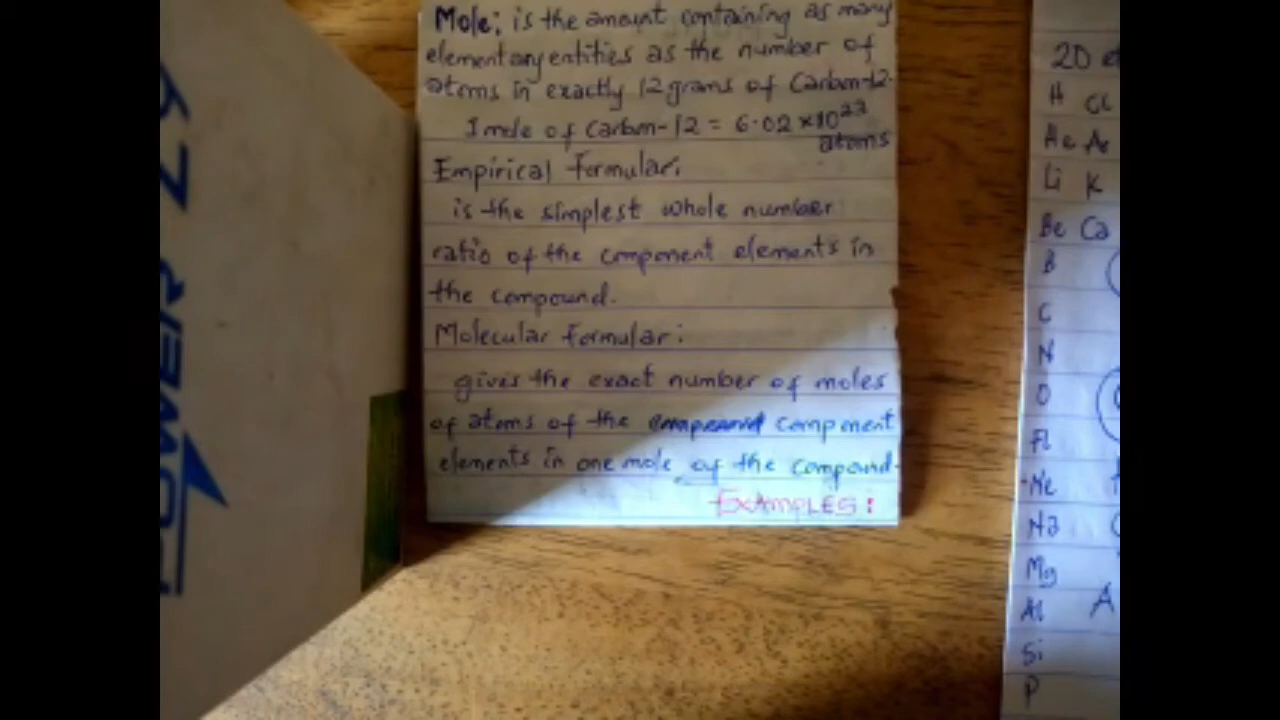 Mole: is the amount containing as many
elementary entities as the number of
atoms in exactly 12 grams of Carbon-12.
1 mole of Carbon-12 = 6.02 x 10²³
atoms
Empirical Formular:
is the simplest whole number
ratio of the component elements in
the compound.
Molecular Formular:
gives the exact number of moles
of atoms of the component
elements in one mole of the compound.
EXAMPLES:
POWER
20
H Cl
He Ar
Li K
Be Ca
B
C
N
O
Fl
Ne
Na
Mg
Al A
Si
P